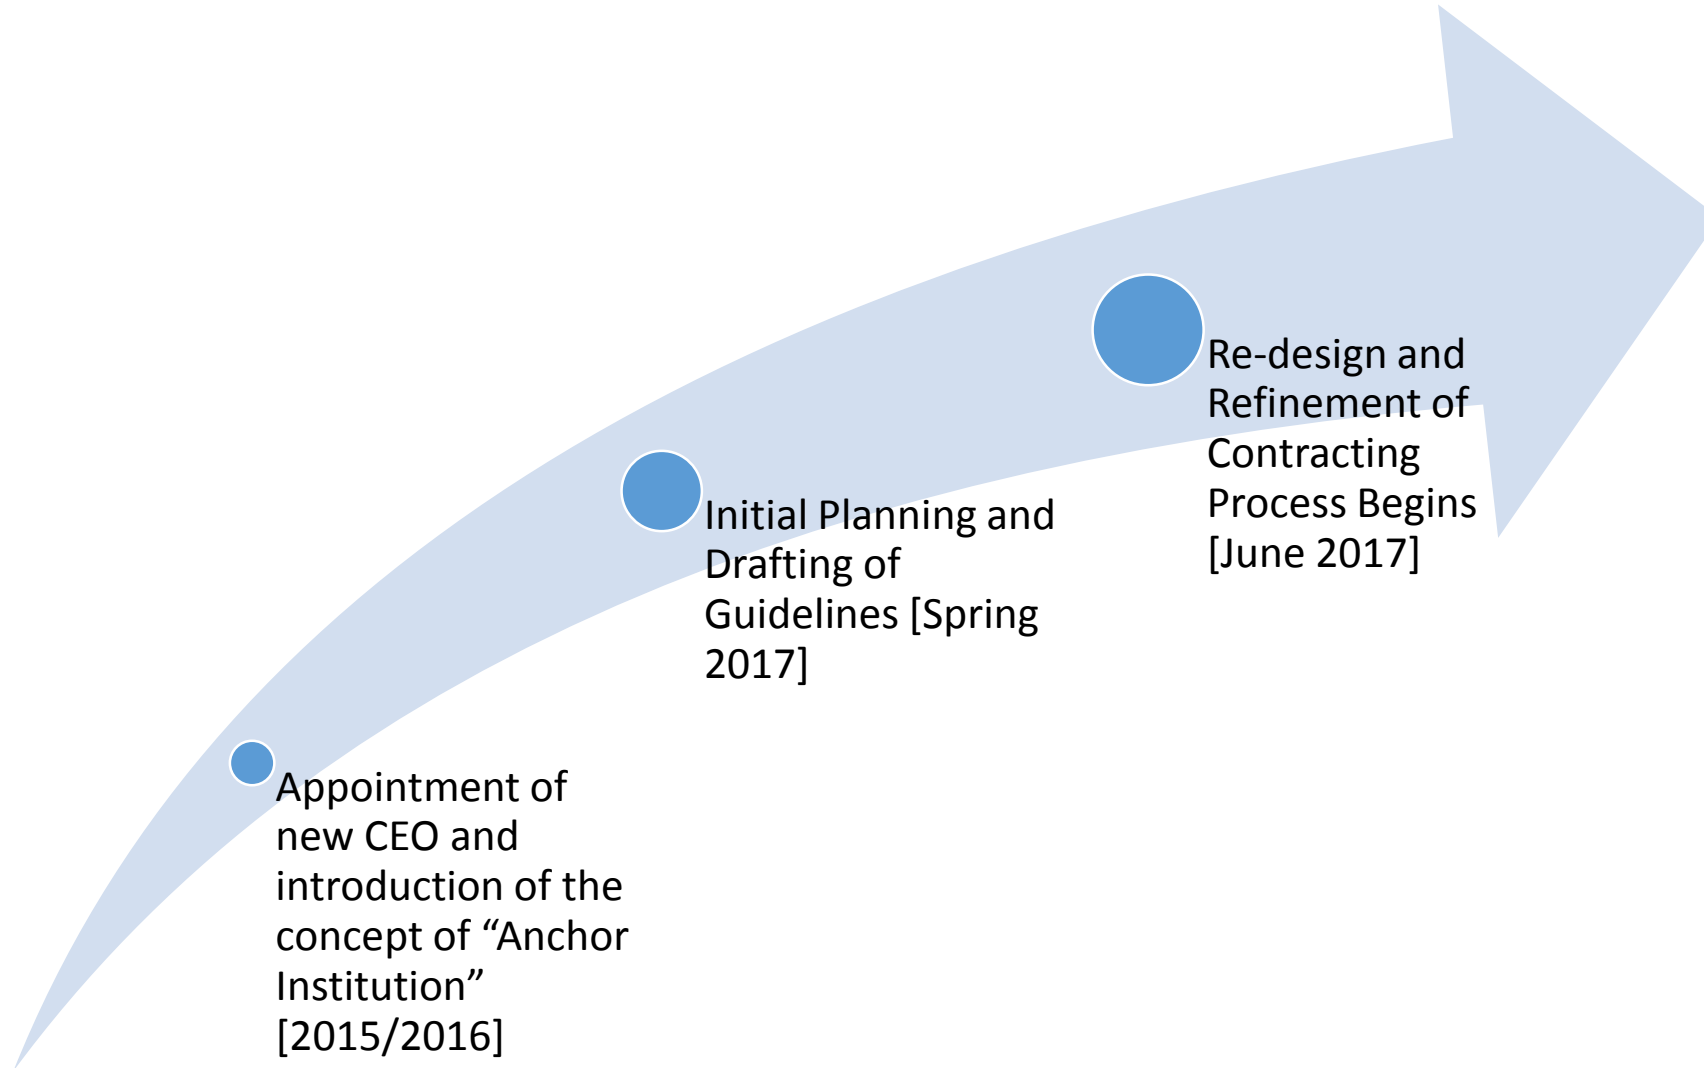 Appointment of
new CEO and
introduction of the
concept of “Anchor
Institution”
[2015/2016]
Initial Planning and
Drafting of
Guidelines [Spring
2017]
Re-design and
Refinement of
Contracting
Process Begins
[June 2017]